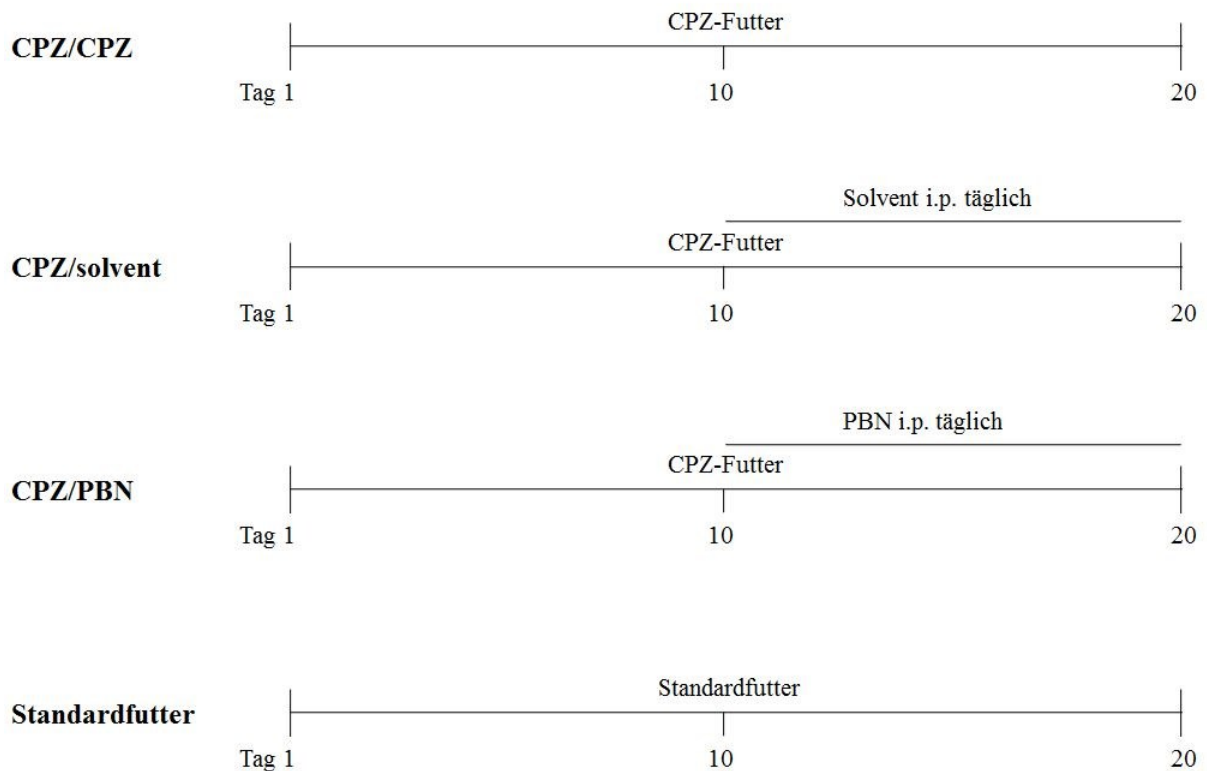 CPZ-Futter
CPZ/CPZ
Tag 1 10 20
Solvent i.p. täglich
CPZ-Futter
CPZ/solvent
Tag 1 10 20
PBN i.p. täglich
CPZ-Futter
CPZ/PBN
Tag 1 10 20
Standardfutter
Standardfutter
Tag 1 10 20